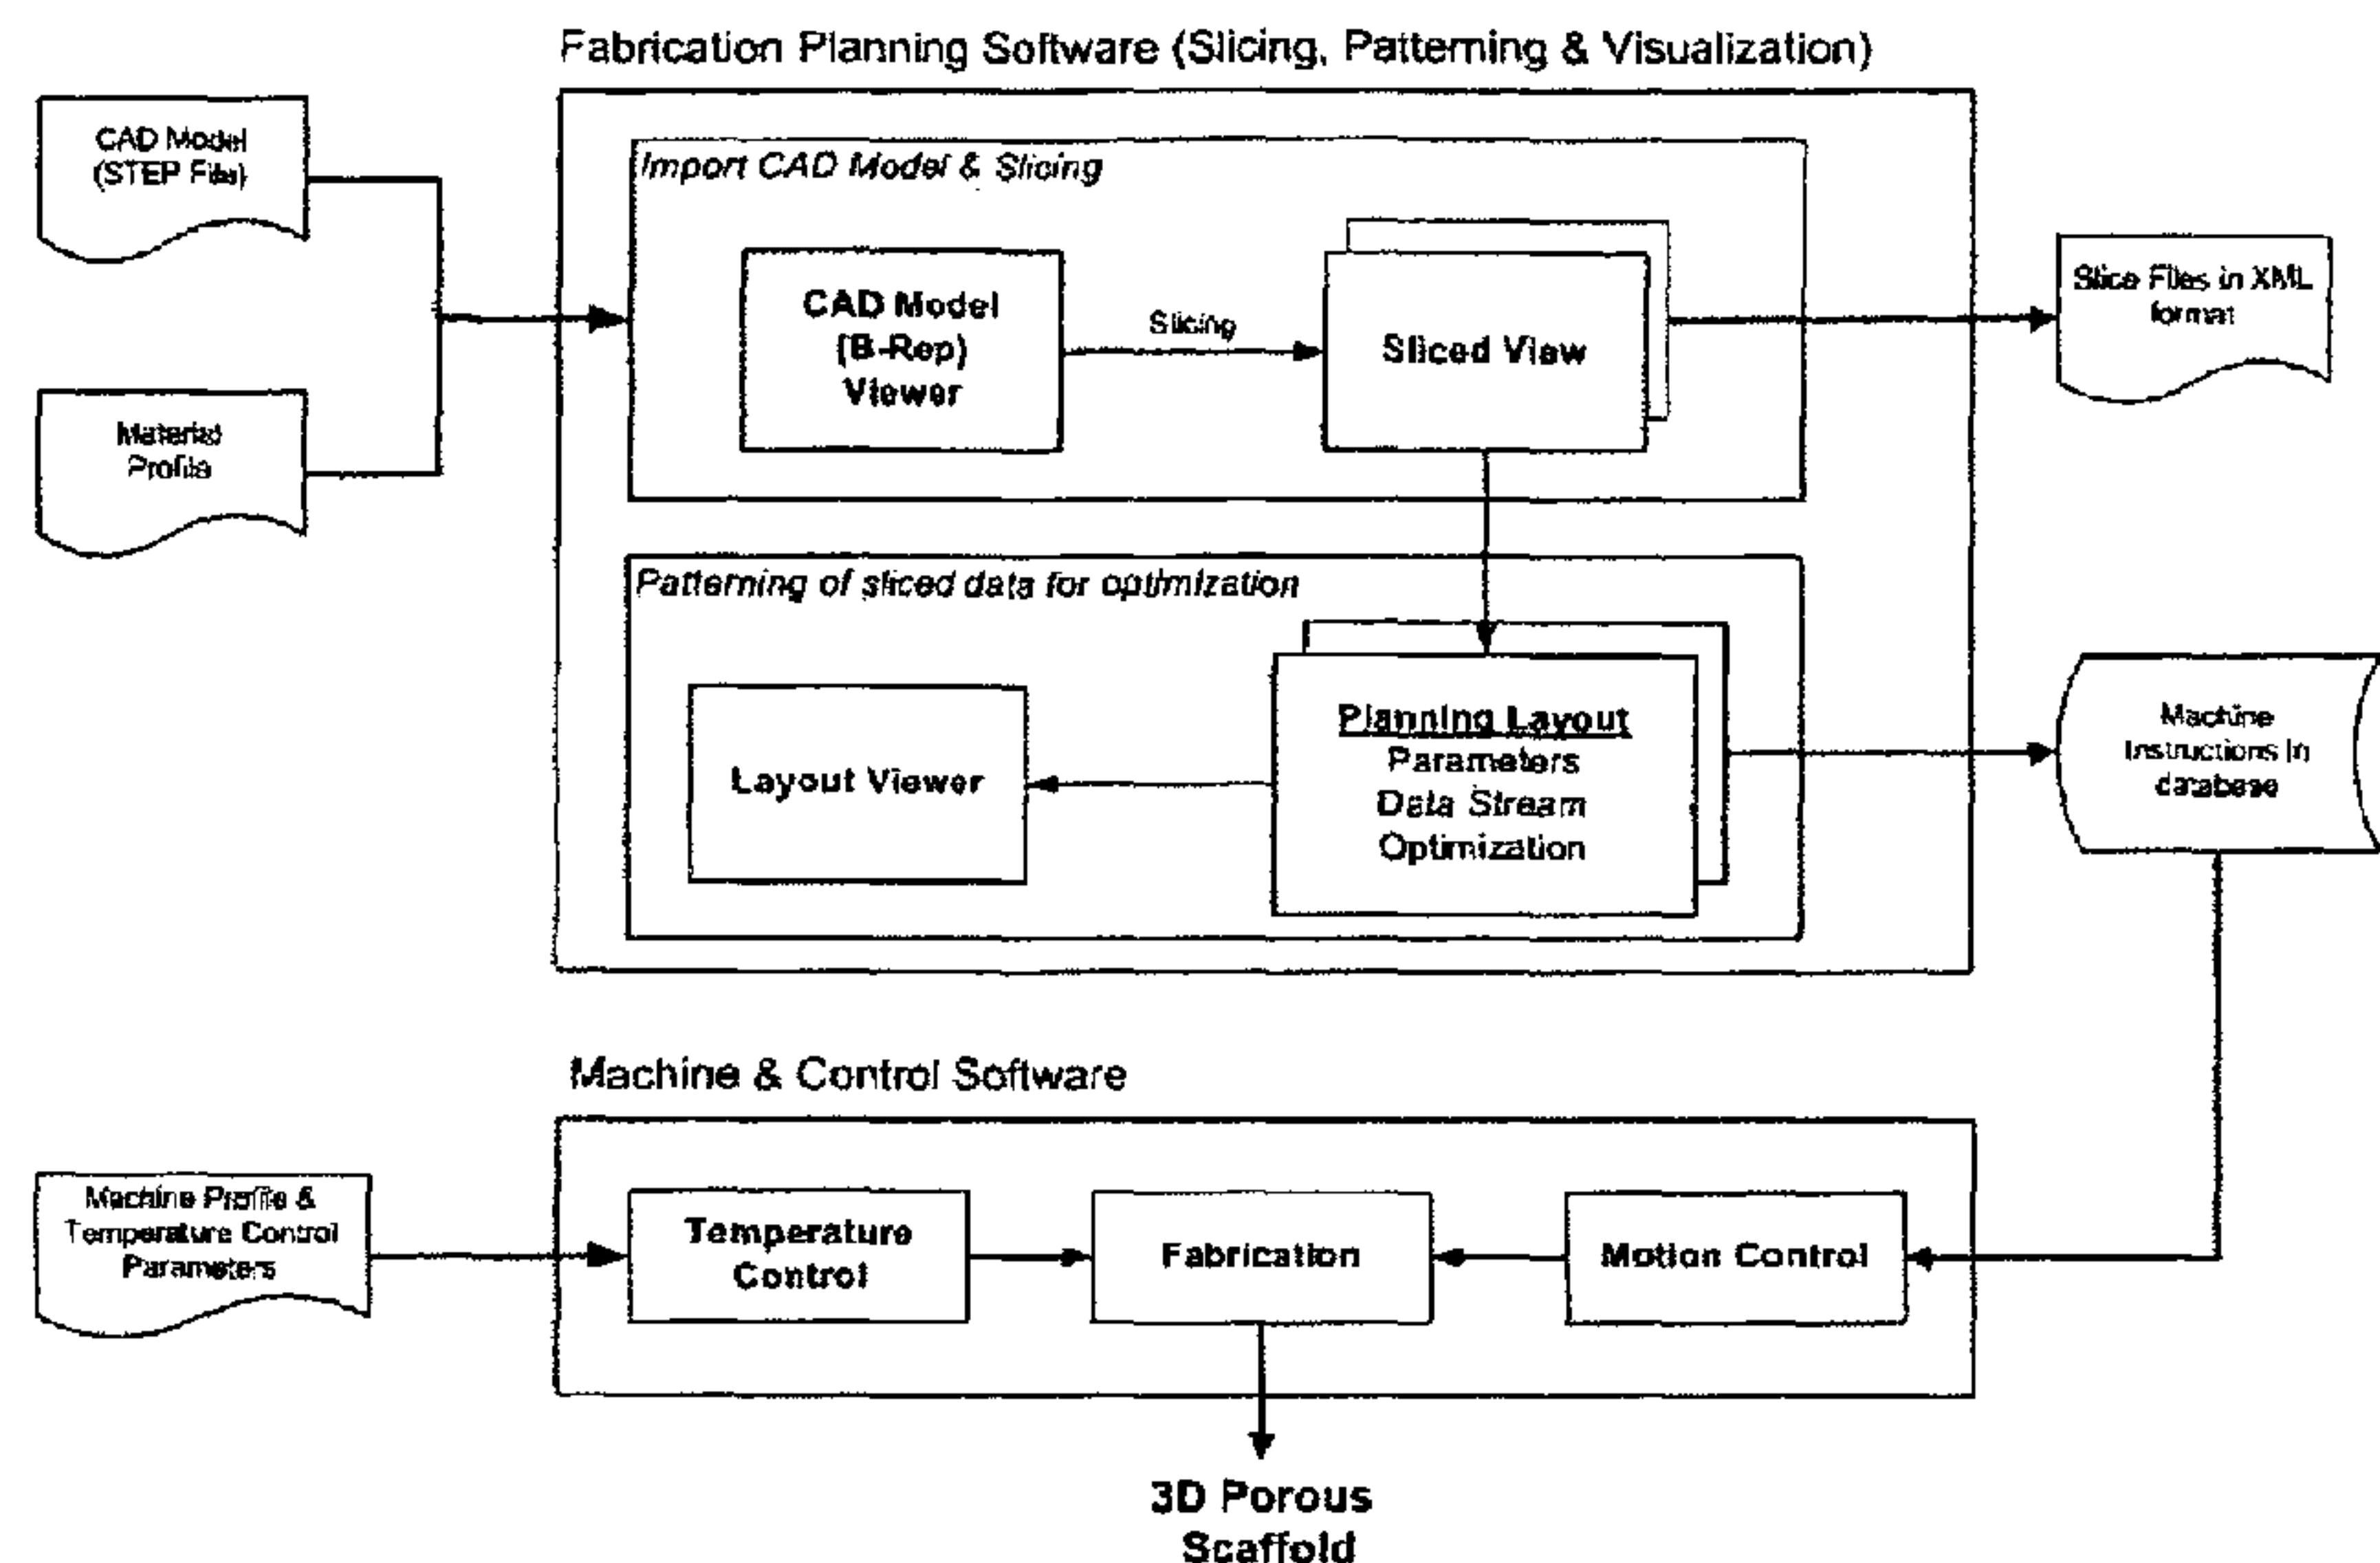 Fabrication Planning Software (Slicing, Patterning & Visualization)
CAD Model
(STEP File)
Material
Profile
Import CAD Model & Slicing
CAD Model
(B-Rep)
Viewer
Slicing
Sliced View
Slice Files in XML
format
Patterning of sliced data for optimization
Layout Viewer
Planning Layout
Parameters
Data Stream
Optimization
Machine
Instructions in
database
Machine & Control Software
Machine Profile &
Temperature Control
Parameters
Temperature
Control
Fabrication
Motion Control
3D Porous
Scaffold